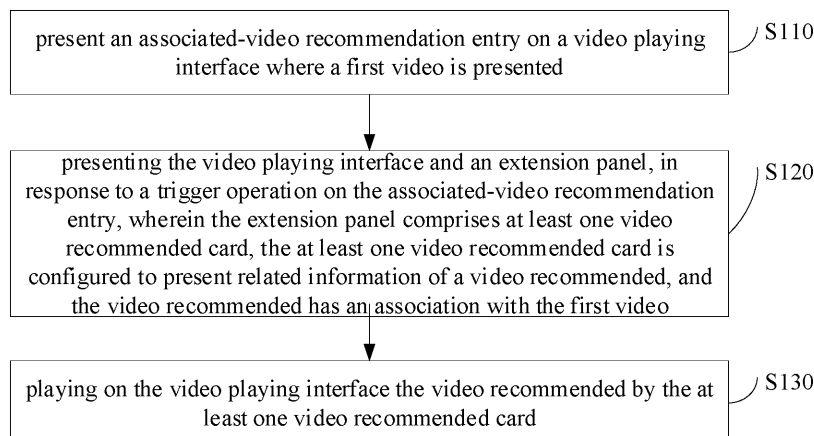 present an associated-video recommendation entry on a video playing
interface where a first video is presented
S110
presenting the video playing interface and an extension panel, in
response to a trigger operation on the associated-video recommendation
entry, wherein the extension panel comprises at least one video
recommended card, the at least one video recommended card is
configured to present related information of a video recommended, and
the video recommended has an association with the first video
S120
playing on the video playing interface the video recommended by the at
least one video recommended card
S130